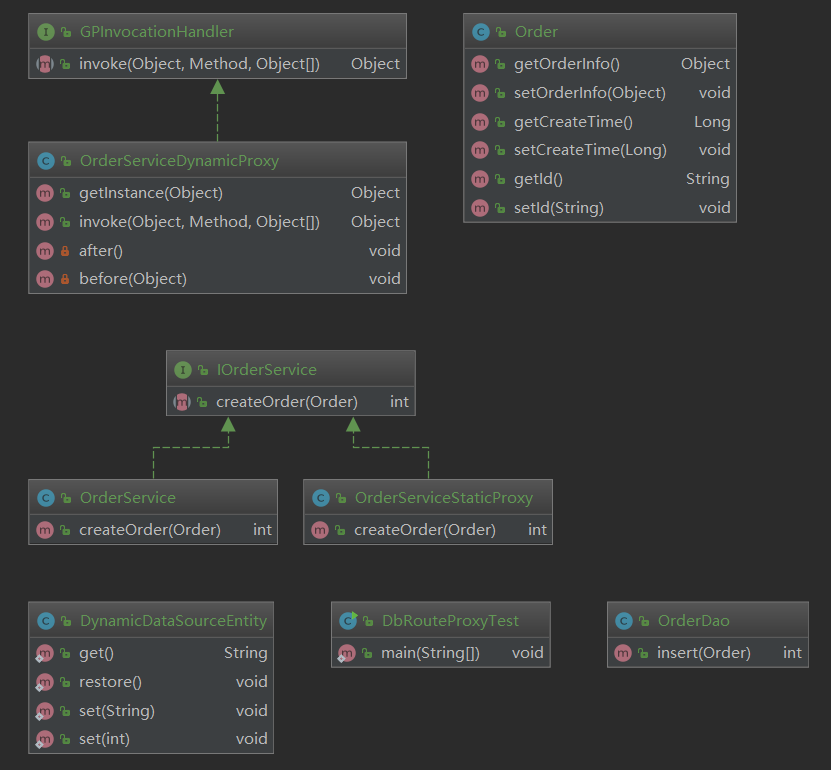 GPInvocationHandler
invoke(Object, Method, Object[]) Object
OrderServiceDynamicProxy
getInstance(Object) Object
invoke(Object, Method, Object[]) Object
after() void
before(Object) void
Order
getOrderInfo() Object
setOrderInfo(Object) void
getCreateTime() Long
setCreateTime(Long) void
getId() String
setId(String) void
IOrderService
createOrder(Order) int
OrderService
createOrder(Order) int
OrderServiceStaticProxy
createOrder(Order) int
DynamicDataSourceEntity
get() String
restore() void
set(String) void
set(int) void
DbRouteProxyTest
main(String[]) void
OrderDao
insert(Order) int